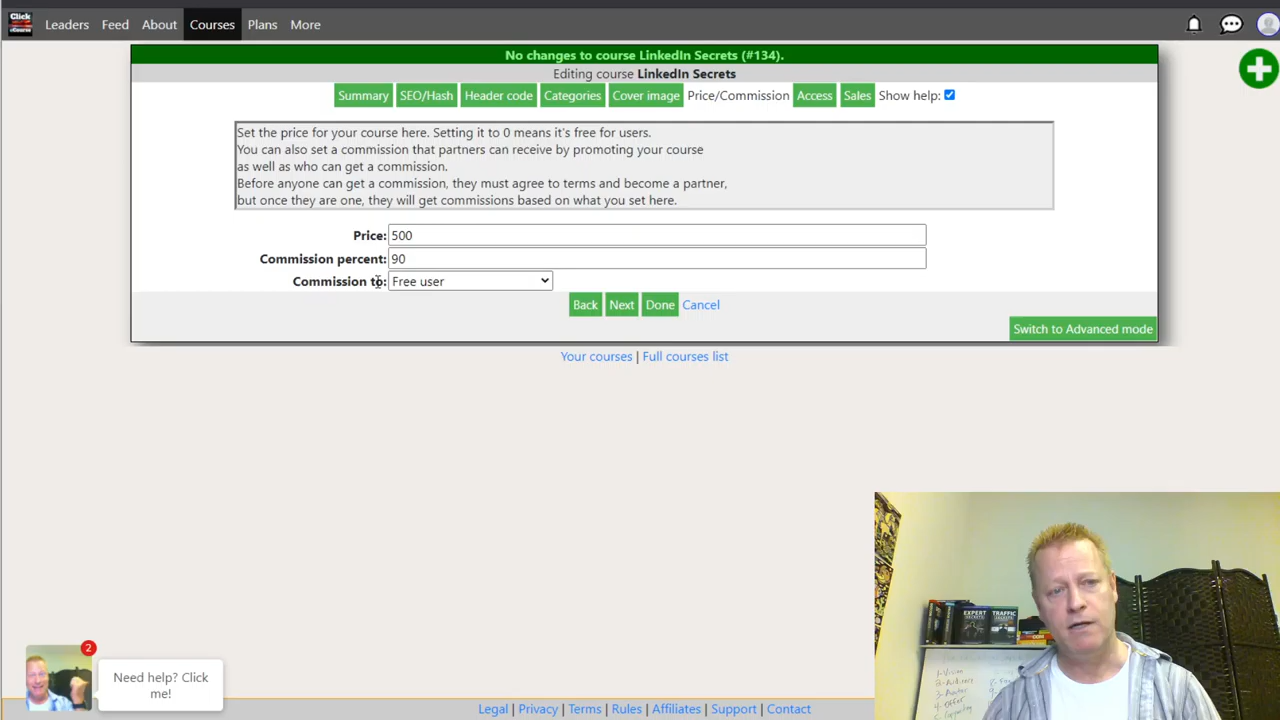 Click
Course
Leaders Feed About Courses Plans More
No changes to course LinkedIn Secrets (#134).
Editing course LinkedIn Secrets
Summary SEO/Hash Header code Categories Cover image Price/Commission Access Sales Show help:
Set the price for your course here. Setting it to 0 means it's free for users.
You can also set a commission that partners can receive by promoting your course
as well as who can get a commission.
Before anyone can get a commission, they must agree to terms and become a partner,
but once they are one, they will get commissions based on what you set here.
Price: 500
Commission percent: 90
Commission to: Free user
Back Next Done Cancel
Switch to Advanced mode
Your courses | Full courses list
EXPERT
SECRETS
TRAFFIC
SECRETS
2
Need help? Click
me!
Legal | Privacy | Terms | Rules | Affiliates | Support | Contact